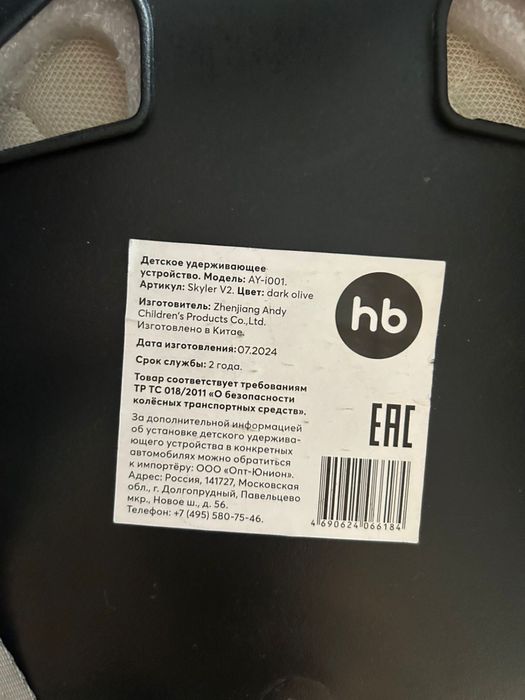 Детское удерживающее
устройство. Модель: AY-i001.
Артикул: Skyler V2. Цвет: dark olive
Изготовитель: Zhenjiang Andy
Children's Products Co.,Ltd.
Изготовлено в Китае.
Дата изготовления:07.2024
Срок службы: 2 года.
Товар соответствует требованиям
ТР ТС 018/2011 «О безопасности
колёсных транспортных средств».
За дополнительной информацией
об установке детского удержива-
ющего устройства в конкретных
автомобилях можно обратиться
к импортёру: ООО «Опт-Юнион».
Адрес: Россия, 141727, Московская
обл., г. Долгопрудный, Павельцево
мкр., Новое ш., д. 56.
Телефон: +7 (495) 580-75-46.
hb
EAC
4 690624 066184